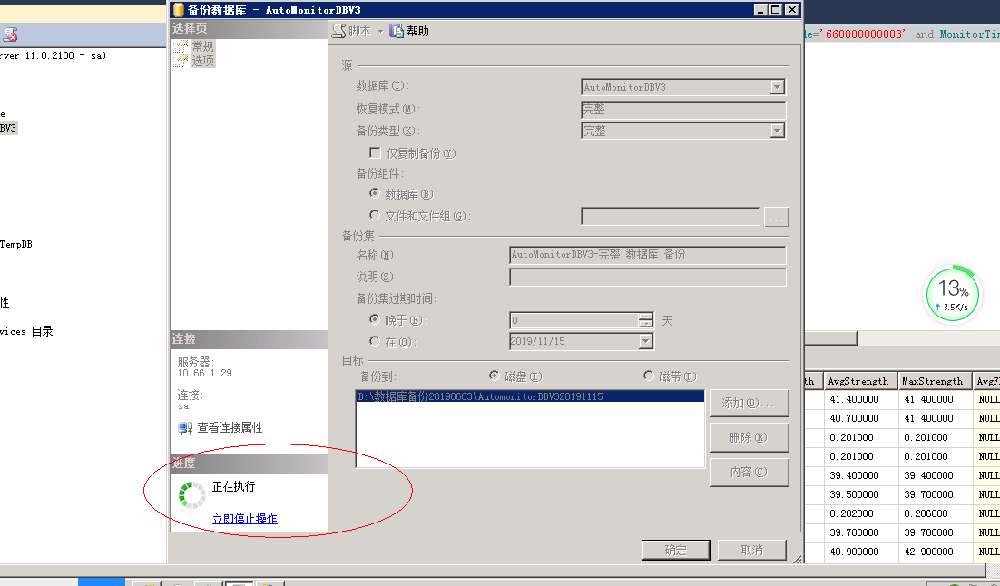 备份数据库 - AutoMonitorDBV3
选择页
常规
选项
脚本
帮助
源
数据库(T):
AutoMonitorDBV3
恢复模式(M):
完整
备份类型(K):
完整
仅复制备份(Y)
备份组件:
数据库(B)
文件和文件组(G):
...
备份集
名称(N):
AutoMonitorDBV3-完整 数据库 备份
说明(S):
备份集过期时间:
晚于(E):
0
天
在(O):
2019/11/15
目标
备份到:
磁盘(I)
磁带(P)
D:\数据库备份20190603\AutomonitorDBV320191115
添加(D)...
删除(R)
内容(C)
连接
服务器:
10.66.1.29
连接:
sa
查看连接属性
进度
正在执行
立即停止操作
确定
取消
rver 11.0.2100 - sa)
e
BV3
TempDB
性
vices 目录
le='660000000003' and MonitorTim
13%
3.5K/s
th AvgStrength MaxStrength AvgF
41.400000 41.400000 NULL
40.700000 41.400000 NULL
0.201000 0.201000 NULL
0.201000 0.201000 NULL
39.400000 39.400000 NULL
39.500000 39.700000 NULL
0.202000 0.206000 NULL
39.700000 39.700000 NULL
40.900000 42.900000 NULL